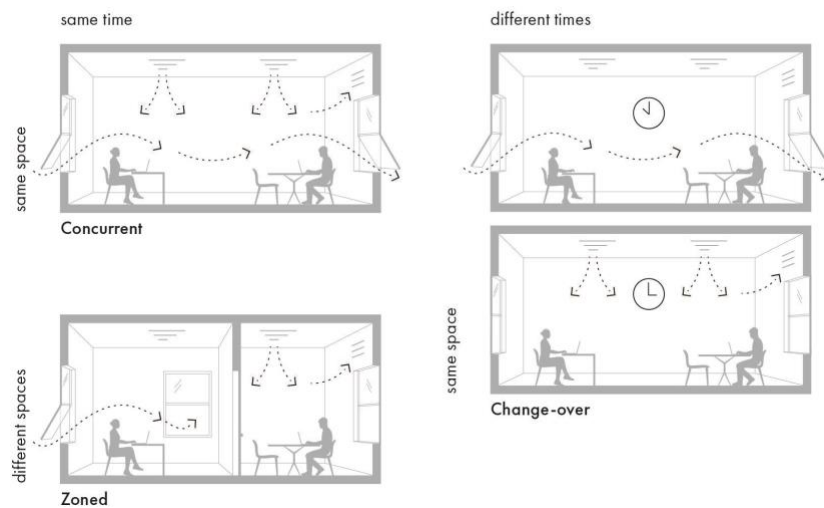 same time
different times
same space
Concurrent
different spaces
Zoned
same space
Change-over